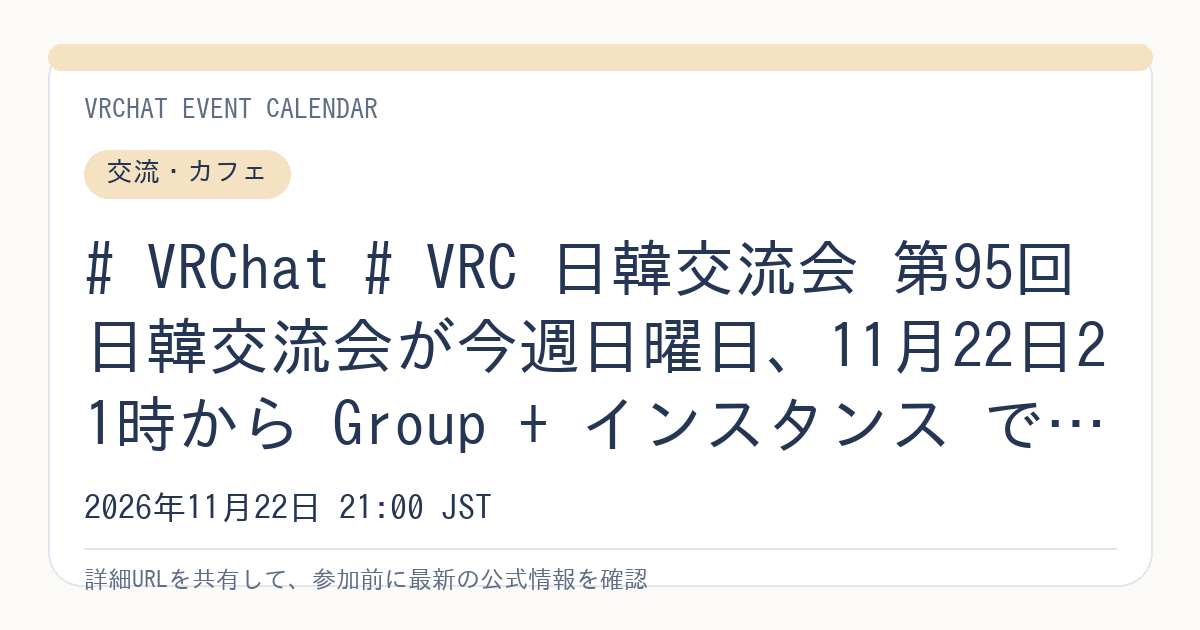 VRCHAT EVENT CALENDAR
交流・カフェ
# VRChat # VRC 日韓交流会 第95回
日韓交流会が今週日曜日、11月22日2
1時から Group + インスタンス で…
2026年11月22日 21:00 JST
詳細URLを共有して、参加前に最新の公式情報を確認